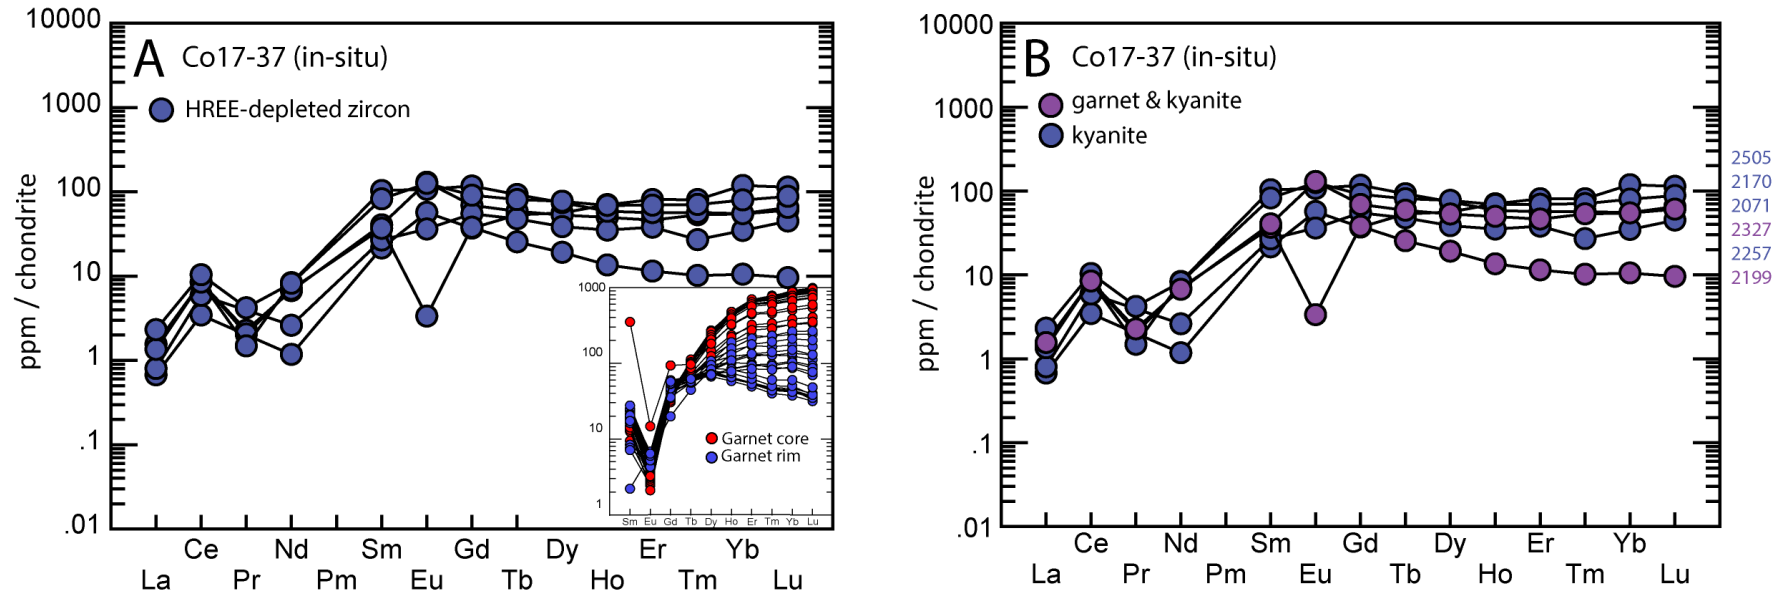 A Co17-37 (in-situ)
HREE-depleted zircon
ppm / chondrite
10000
1000
100
10
1
.1
.01
Ce Nd Sm Gd Dy Er Yb
La Pr Pm Eu Tb Ho Tm Lu
1000
100
10
1
Garnet core
Garnet rim
Sm Eu Gd Tb Dy Ho Er Tm Yb Lu
B Co17-37 (in-situ)
garnet & kyanite
kyanite
ppm / chondrite
10000
1000
100
10
1
.1
.01
Ce Nd Sm Gd Dy Er Yb
La Pr Pm Eu Tb Ho Tm Lu
2505
2170
2071
2327
2257
2199